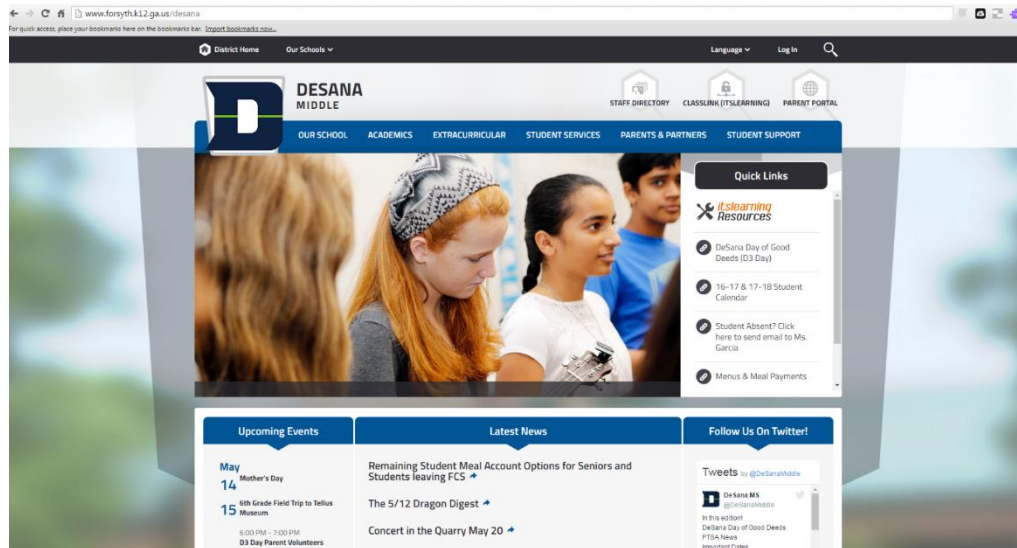 www.forsyth.k12.ga.us/desana
For quick access, place your bookmarks here on the bookmarks bar. Import bookmarks now...
District Home
Our Schools
Language
Log In
D
DESANA
MIDDLE
STAFF DIRECTORY
CLASSLINK (ITSLEARNING)
PARENT PORTAL
OUR SCHOOL
ACADEMICS
EXTRACURRICULAR
STUDENT SERVICES
PARENTS & PARTNERS
STUDENT SUPPORT
Quick Links
itslearning
Resources
DeSana Day of Good
Deeds (D3 Day)
16-17 & 17-18 Student
Calendar
Student Absent? Click
here to send email to Ms.
Garcia
Menus & Meal Payments
Upcoming Events
May
14 Mother's Day
15 6th Grade Field Trip to Tellus
Museum
6:00 PM - 7:00 PM
D3 Day Parent Volunteers
Latest News
Remaining Student Meal Account Options for Seniors and
Students leaving FCS
The 5/12 Dragon Digest
Concert in the Quarry May 20
Follow Us On Twitter!
Tweets by @DeSanaMiddle
D
DeSana MS
@DeSanaMiddle
In this edition!
DeSana Day of Good Deeds
PTSA News
Important Dates